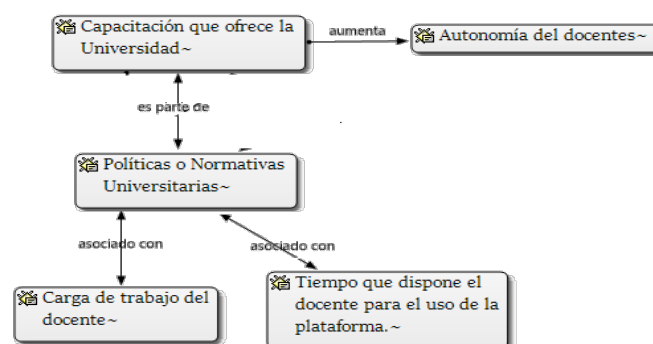 Capacitación que ofrece la
Universidad~
aumenta
Autonomía del docentes~
es parte de
Políticas o Normativas
Universitarias~
asociado con
asociado con
Carga de trabajo del
docente~
Tiempo que dispone el
docente para el uso de la
plataforma.~